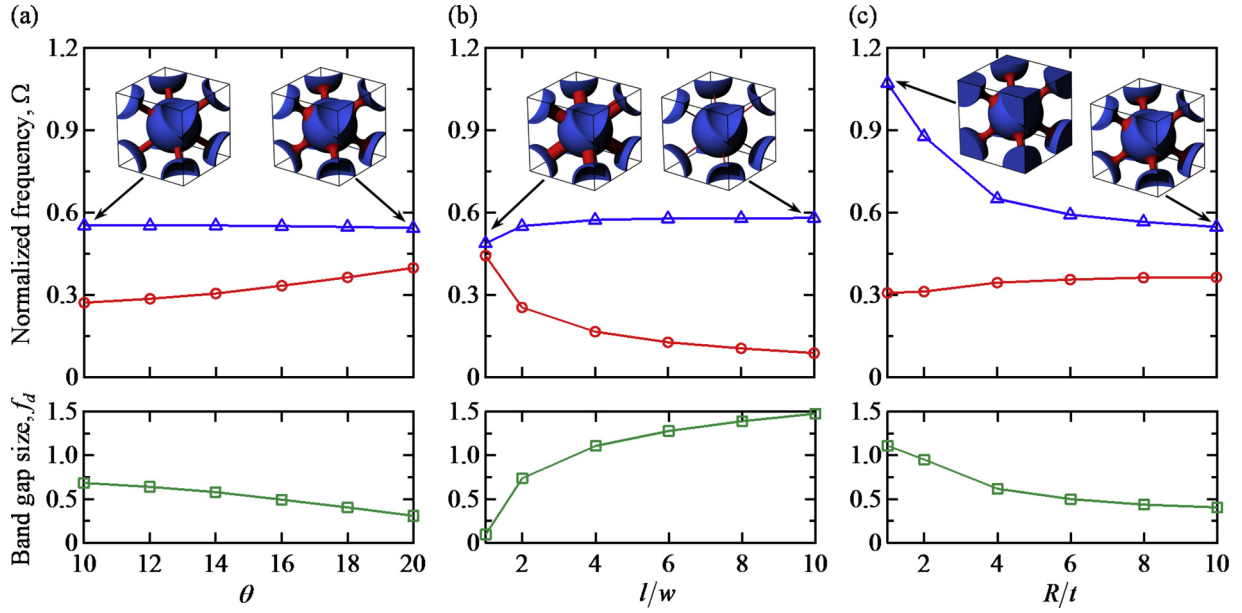 (a) (b) (c)
Normalized frequency, Ω
1.2 1.2 1.2
0.9 0.9 0.9
0.6 0.6 0.6
0.3 0.3 0.3
0 0 0
Band gap size, f_d
1.5 1.5 1.5
1.0 1.0 1.0
0.5 0.5 0.5
0 0 0
10 12 14 16 18 20
θ
2 4 6 8 10
l/w
2 4 6 8 10
R/t